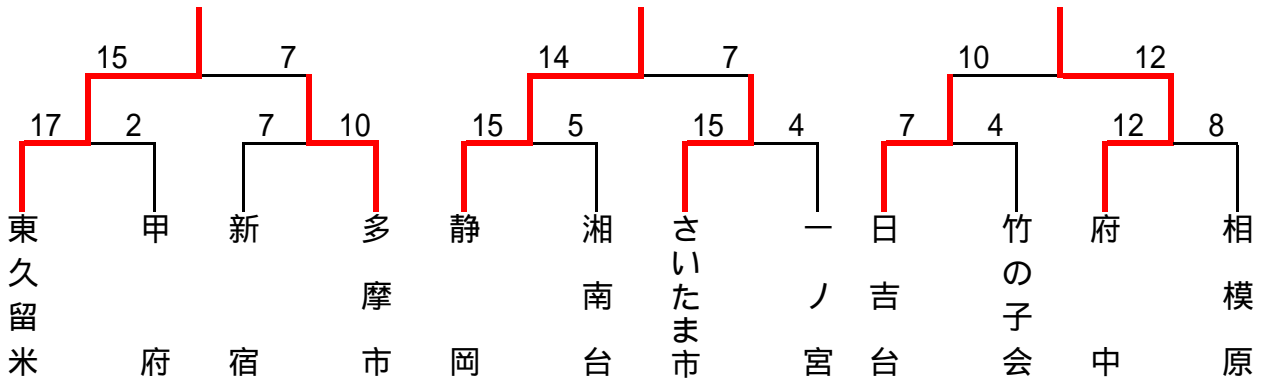 15 7 14 7 10 12
17 2 7 10 15 5 15 4 7 4 12 8
東久留米
甲府
新宿
多摩市
静岡
湘南台
さいたま市
一ノ宮
日吉台
竹の子会
府中
相模原